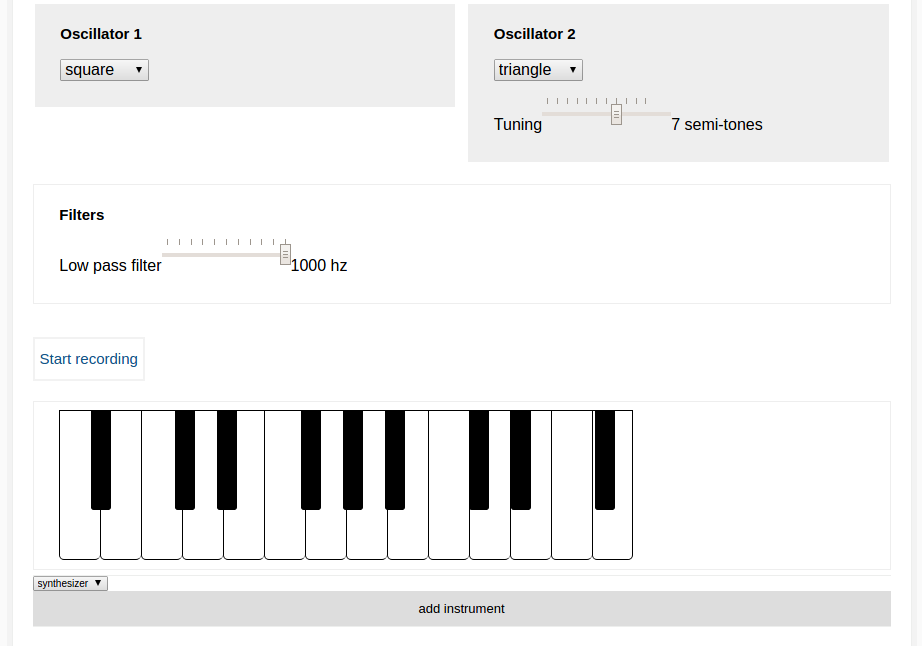 Oscillator 1
square
Oscillator 2
triangle
Tuning 7 semi-tones
Filters
Low pass filter 1000 hz
Start recording
synthesizer
add instrument